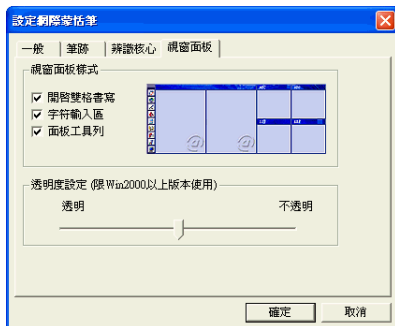 設定網際蒙恬筆
一般 筆跡 辨識核心 視窗面板
視窗面板樣式
開啓雙格書寫
字符輸入區
面板工具列
@ @
透明度設定 (限Win2000以上版本使用)
透明 不透明
確定 取消